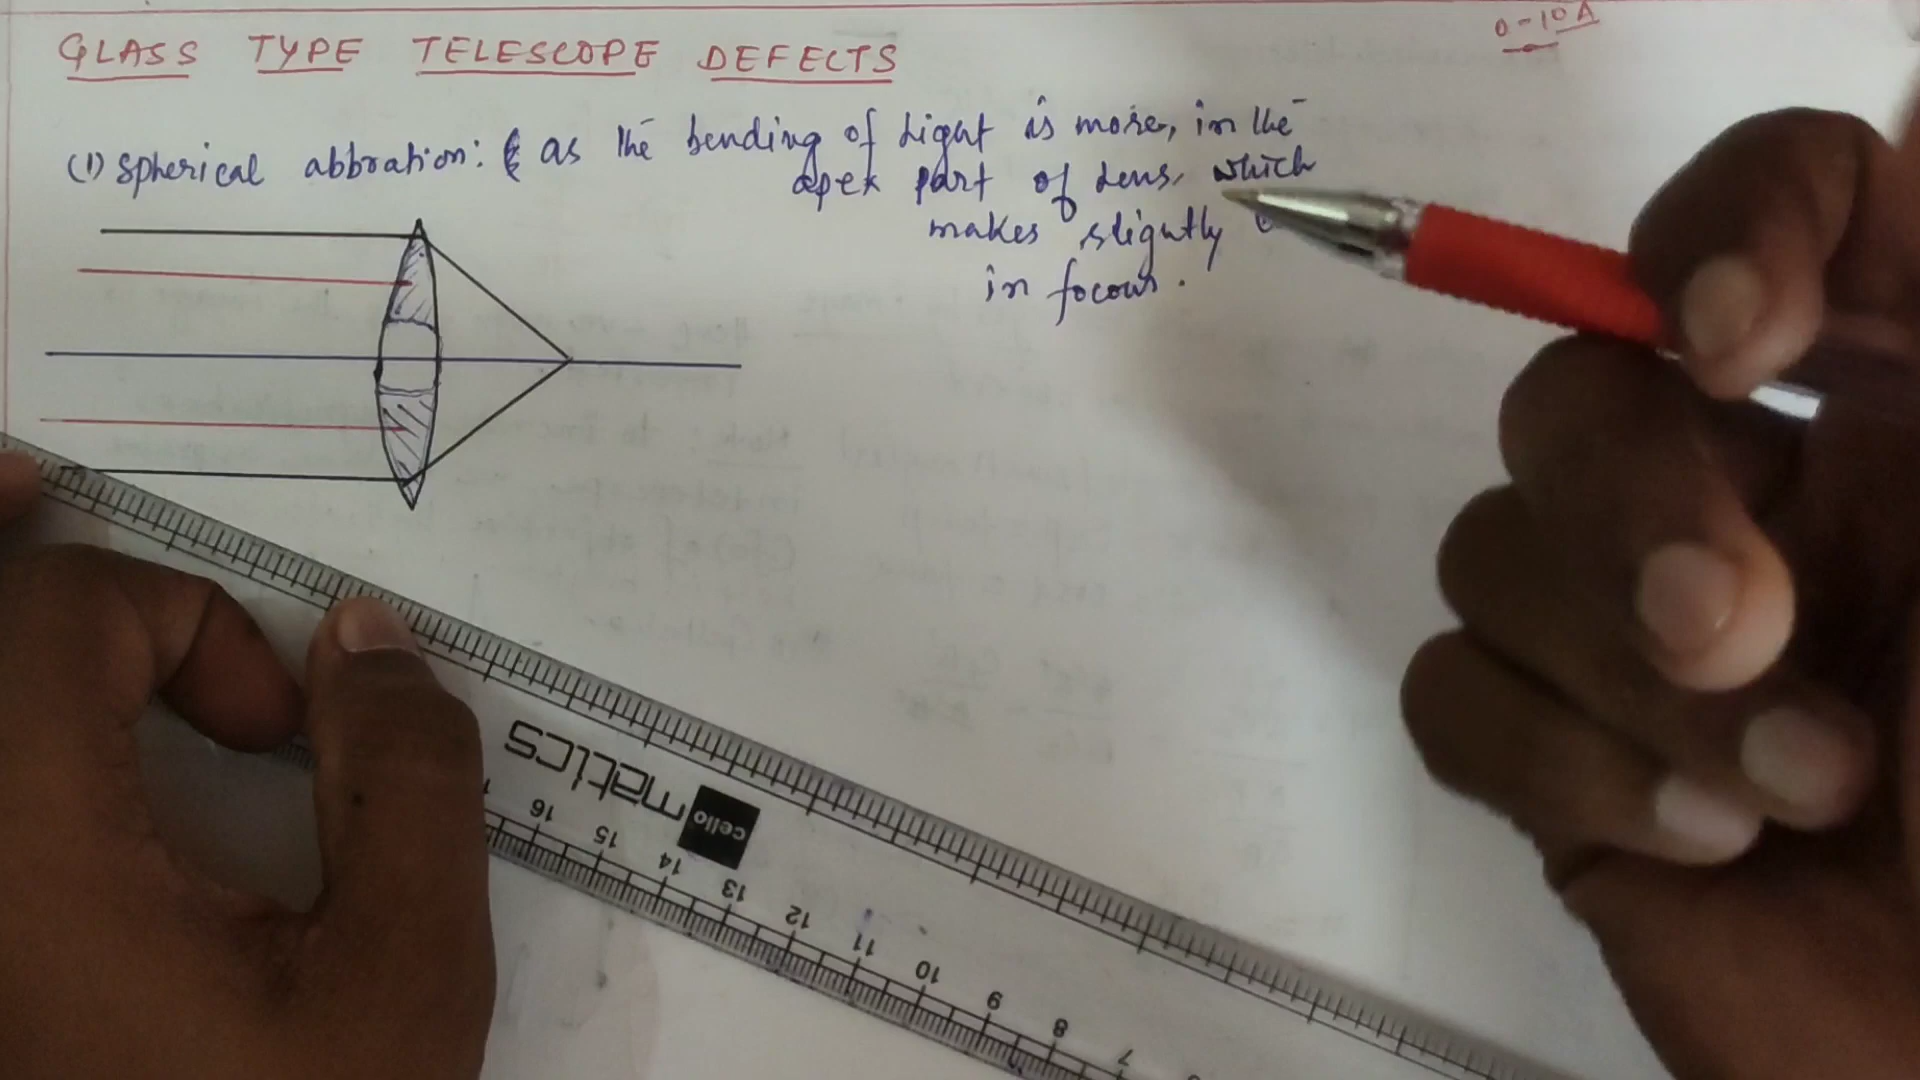 0-10A
GLASS TYPE TELESCOPE DEFECTS
(1) Spherical abbration: as the bending of Light is more, in the
apex part of Lens, which
makes slightly
in focous.
cello
matics
16 15 14 13 12 11 10 9 8 7